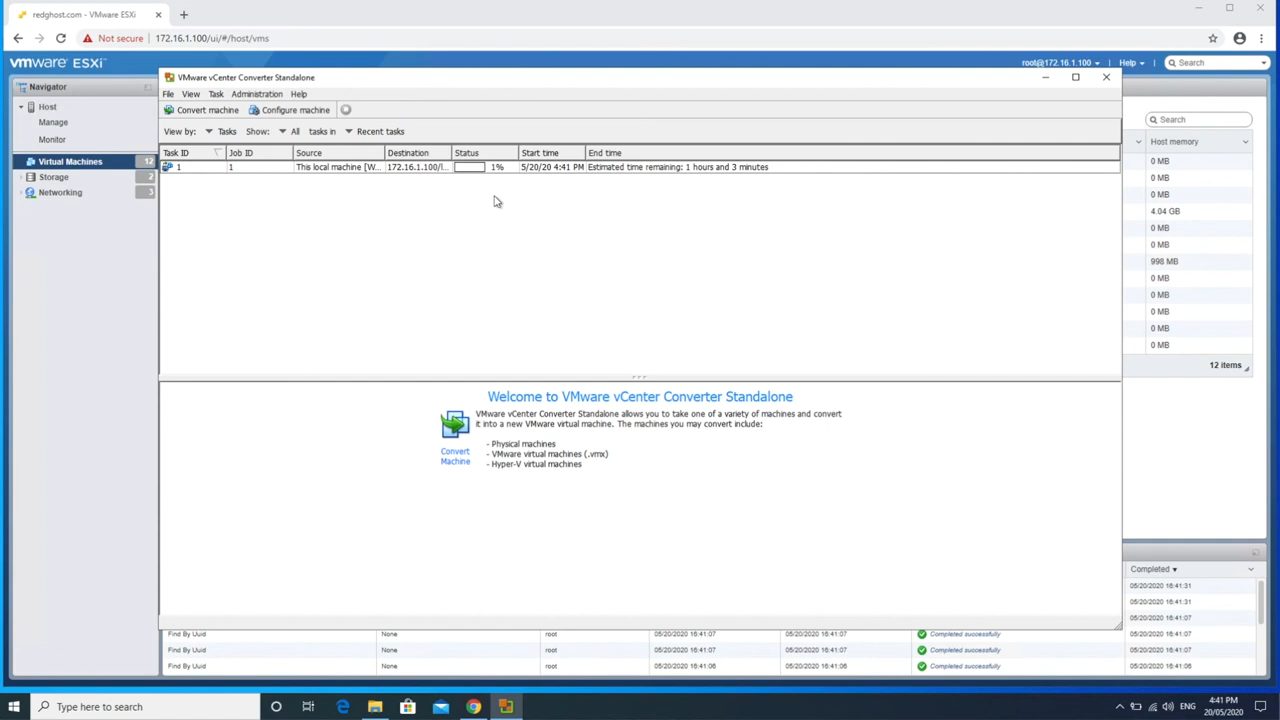 redghost.com - VMware ESXi
Not secure 172.16.1.100/ui/#/host/vms
vmware ESXi
root@172.16.1.100 Help Search
Navigator
Host
Manage
Monitor
Virtual Machines 12
Storage 2
Networking 3
VMware vCenter Converter Standalone
File View Task Administration Help
Convert machine Configure machine
View by: Tasks Show: All tasks in Recent tasks
Task ID Job ID Source Destination Status Start time End time
1 1 This local machine [W... 172.16.1.100/l... 1% 5/20/20 4:41 PM Estimated time remaining: 1 hours and 3 minutes
Search
Host memory
0 MB
0 MB
0 MB
4.04 GB
0 MB
0 MB
998 MB
0 MB
0 MB
0 MB
0 MB
0 MB
12 items
Welcome to VMware vCenter Converter Standalone
VMware vCenter Converter Standalone allows you to take one of a variety of machines and convert
it into a new VMware virtual machine. The machines you may convert include:
- Physical machines
- VMware virtual machines (.vmx)
- Hyper-V virtual machines
Convert
Machine
Completed
05/20/2020 16:41:31
05/20/2020 16:41:31
05/20/2020 16:41:07
Find By Uuid None root 05/20/2020 16:41:07 05/20/2020 16:41:07 Completed successfully 05/20/2020 16:41:07
Find By Uuid None root 05/20/2020 16:41:07 05/20/2020 16:41:07 Completed successfully 05/20/2020 16:41:07
Find By Uuid None root 05/20/2020 16:41:06 05/20/2020 16:41:06 Completed successfully 05/20/2020 16:41:06
Type here to search
ENG
4:41 PM
20/05/2020